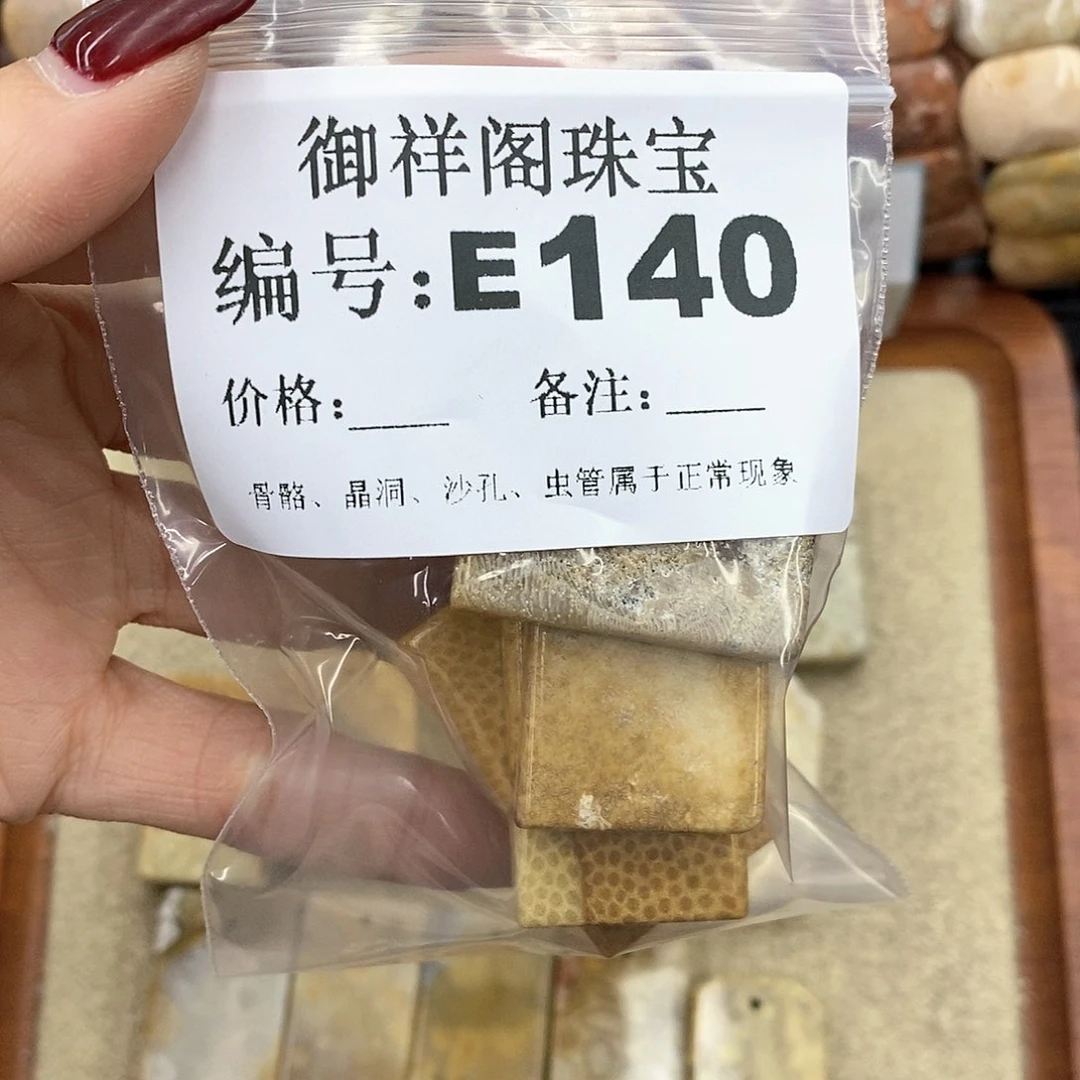 御祥阁珠宝
编号:E140
价格:____ 备注:____
骨骼、晶洞、沙孔、虫管属于正常现象